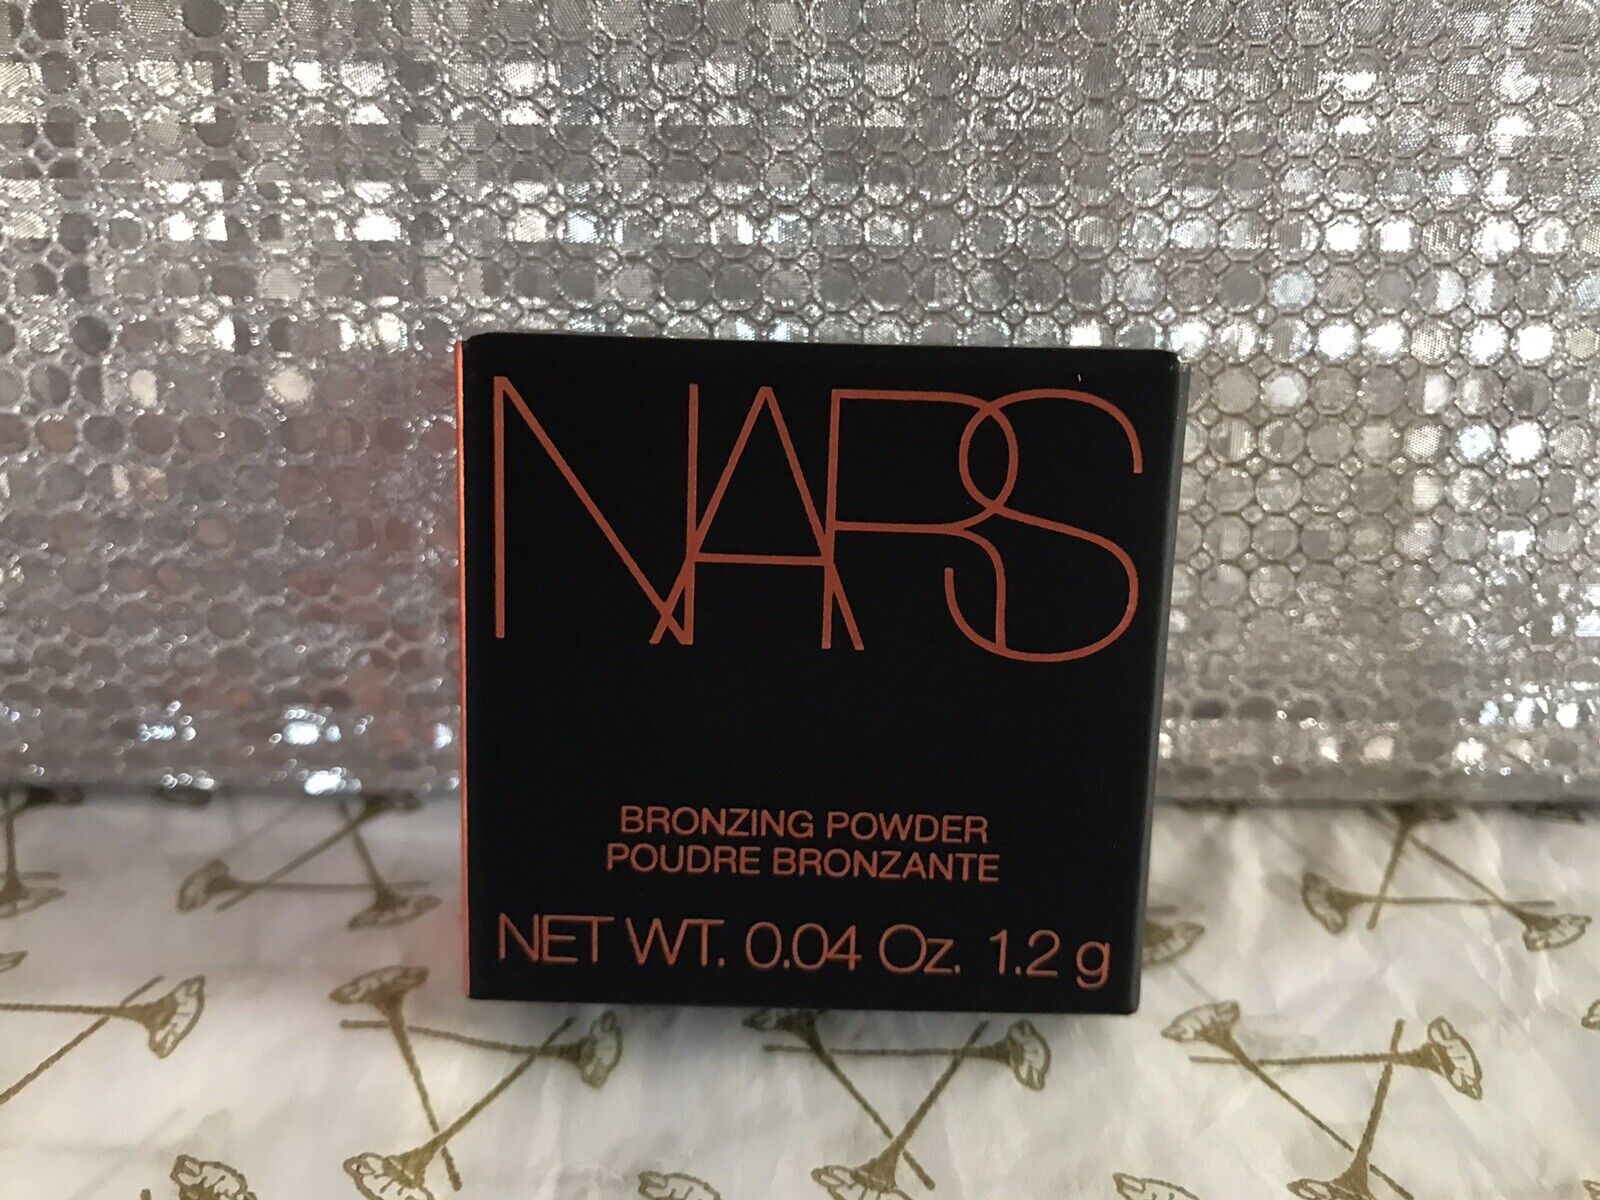 NARS
BRONZING POWDER
POUDRE BRONZANTE
NET WT. 0.04 Oz. 1.2 g